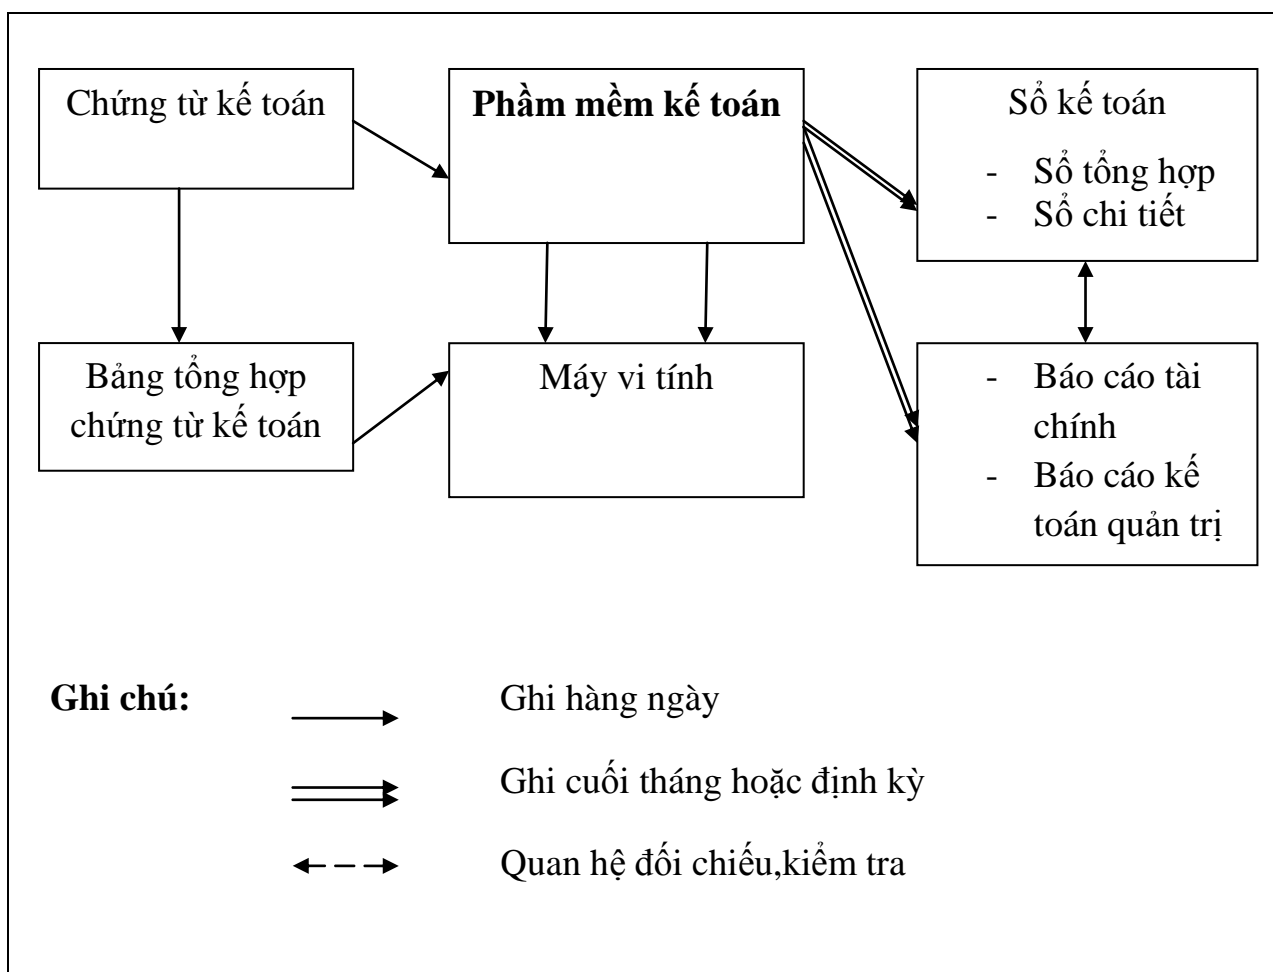 Chứng từ kế toán
Phầm mềm kế toán
Sổ kế toán
- Sổ tổng hợp
- Sổ chi tiết
Bảng tổng hợp
chứng từ kế toán
Máy vi tính
- Báo cáo tài
chính
- Báo cáo kế
toán quản trị
Ghi chú:
Ghi hàng ngày
Ghi cuối tháng hoặc định kỳ
Quan hệ đối chiếu,kiểm tra